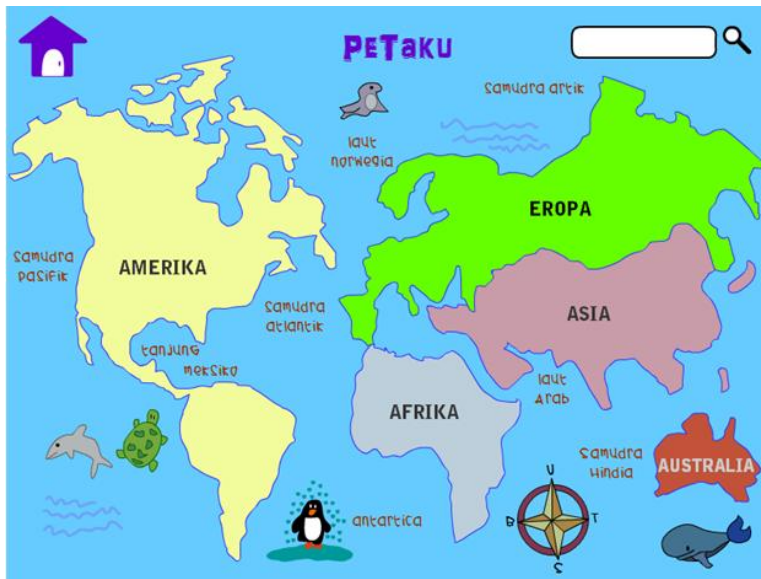 PeTaku
samudra artik
laut
norwegia
EROPA
samudra
pasifik
AMERIKA
samudra
atlantik
ASIA
tanjung
meksiko
laut
Arab
AFRIKA
samudra
Hindia
AUSTRALIA
antartica
U
B
T
S